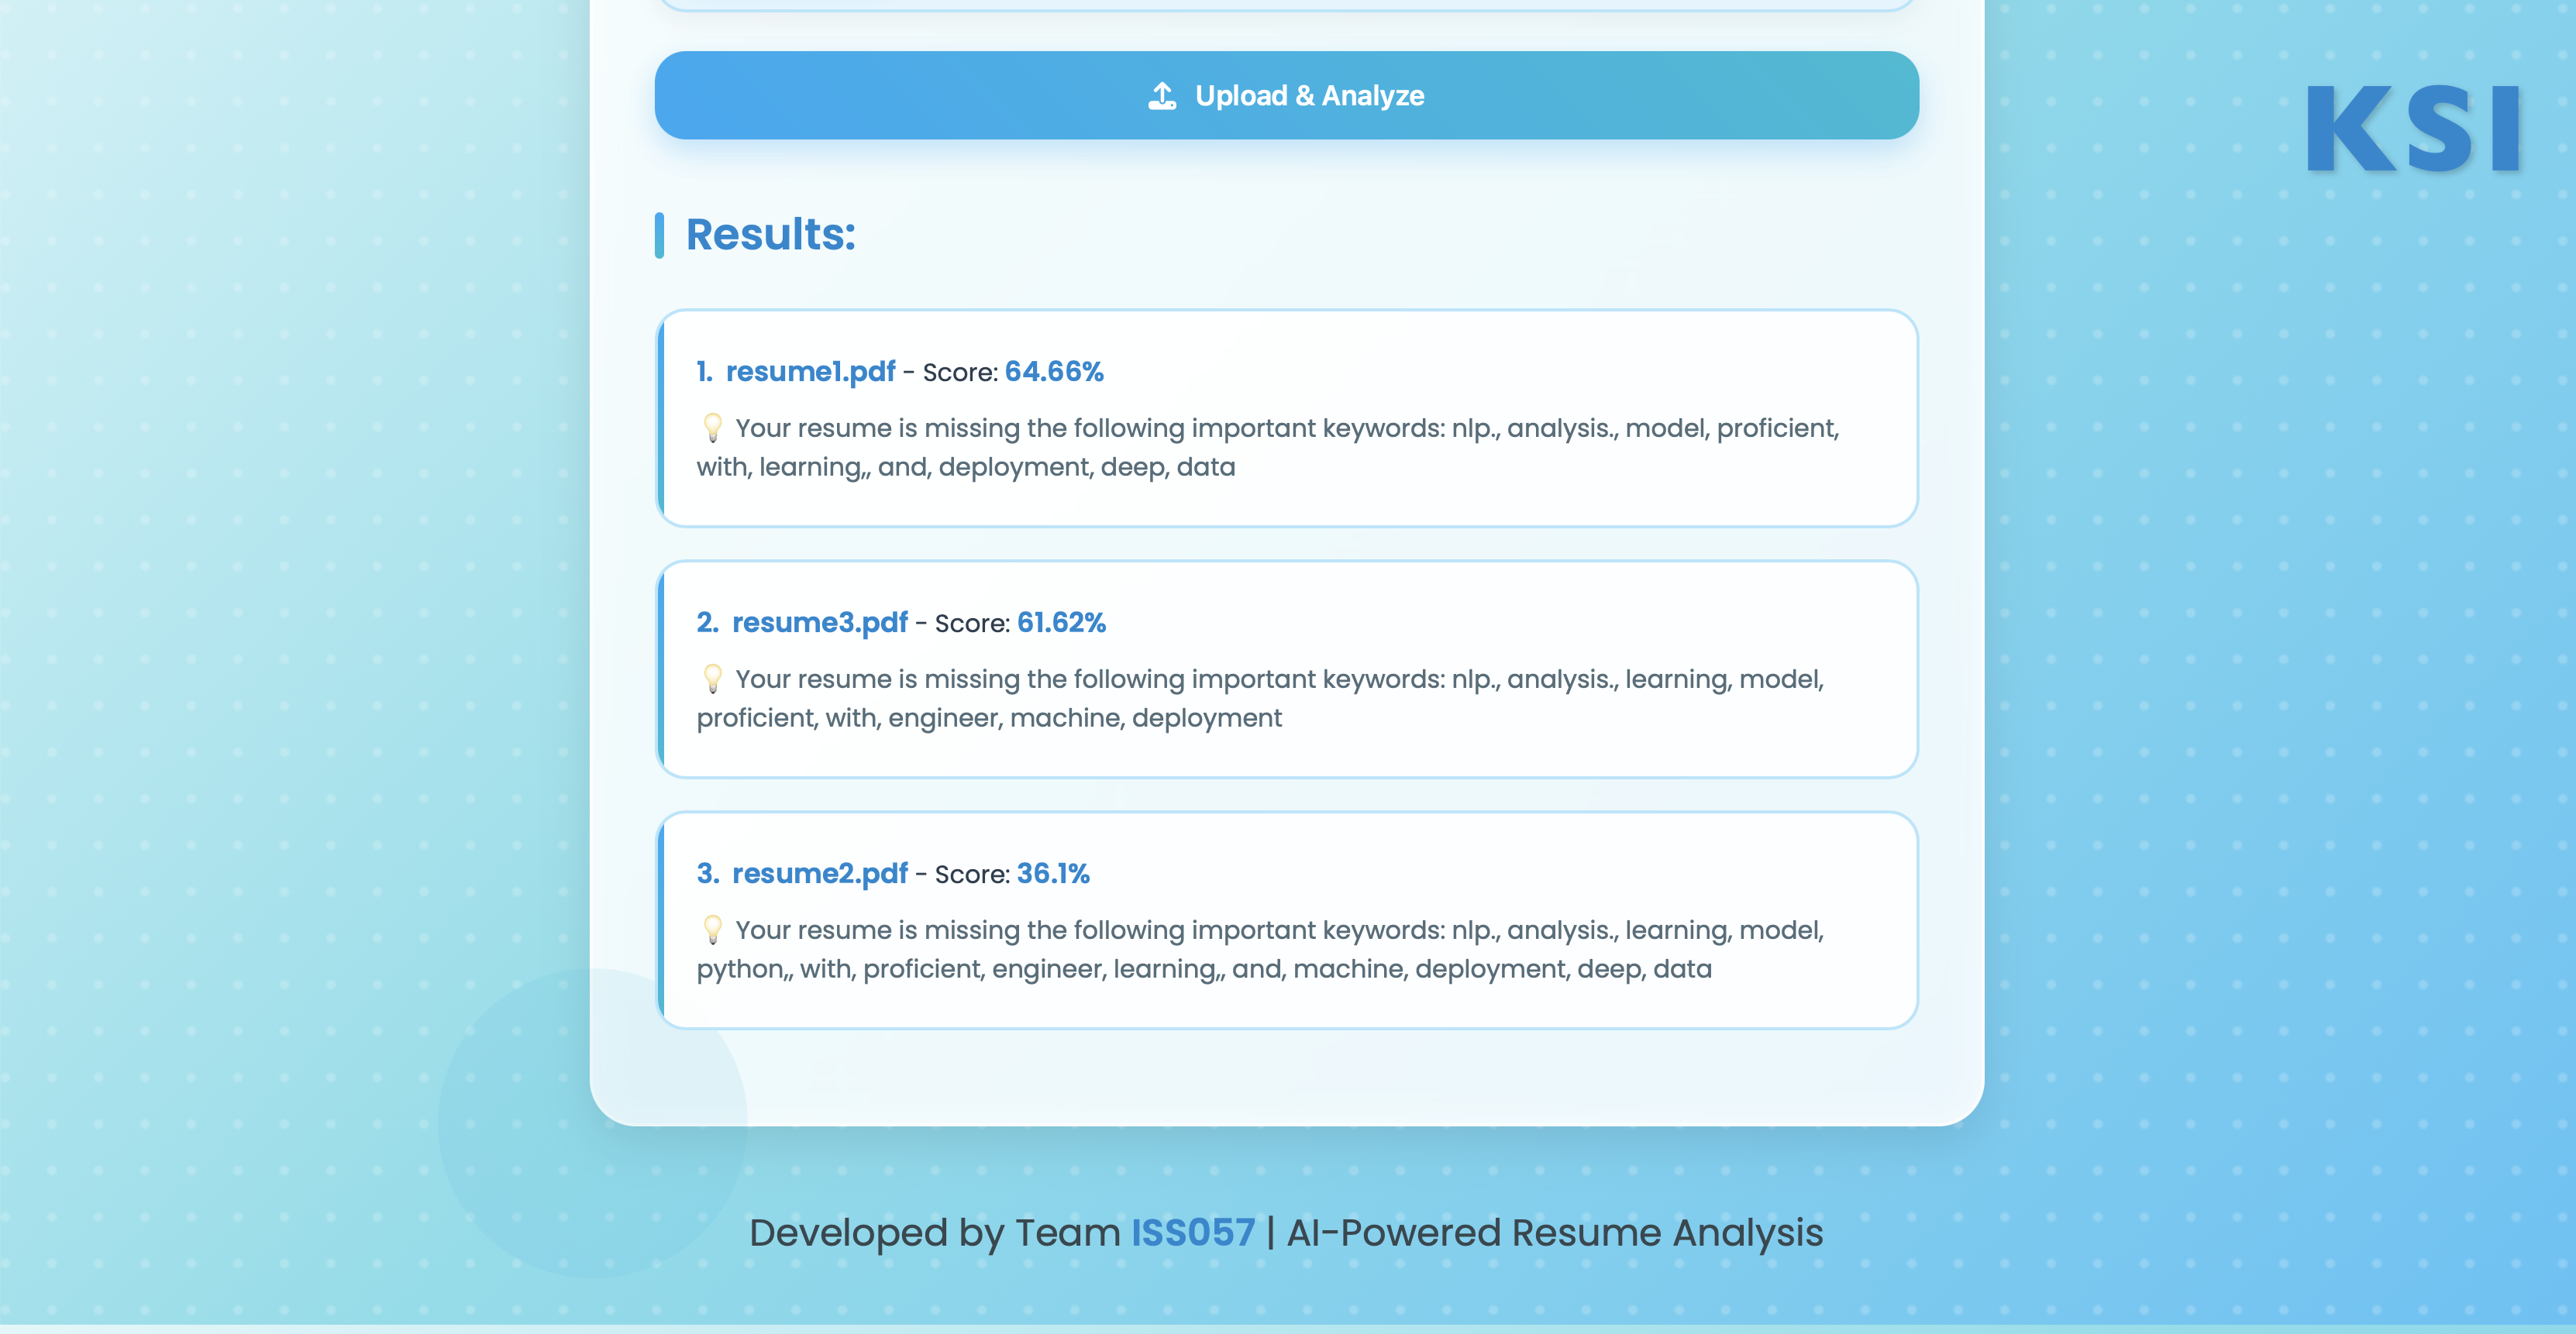 Upload & Analyze
KSI
Results:
1. resume1.pdf - Score: 64.66%
💡 Your resume is missing the following important keywords: nlp., analysis., model, proficient,
with, learning,, and, deployment, deep, data
2. resume3.pdf - Score: 61.62%
💡 Your resume is missing the following important keywords: nlp., analysis., learning, model,
proficient, with, engineer, machine, deployment
3. resume2.pdf - Score: 36.1%
💡 Your resume is missing the following important keywords: nlp., analysis., learning, model,
python,, with, proficient, engineer, learning,, and, machine, deployment, deep, data
Developed by Team ISS057 | AI-Powered Resume Analysis